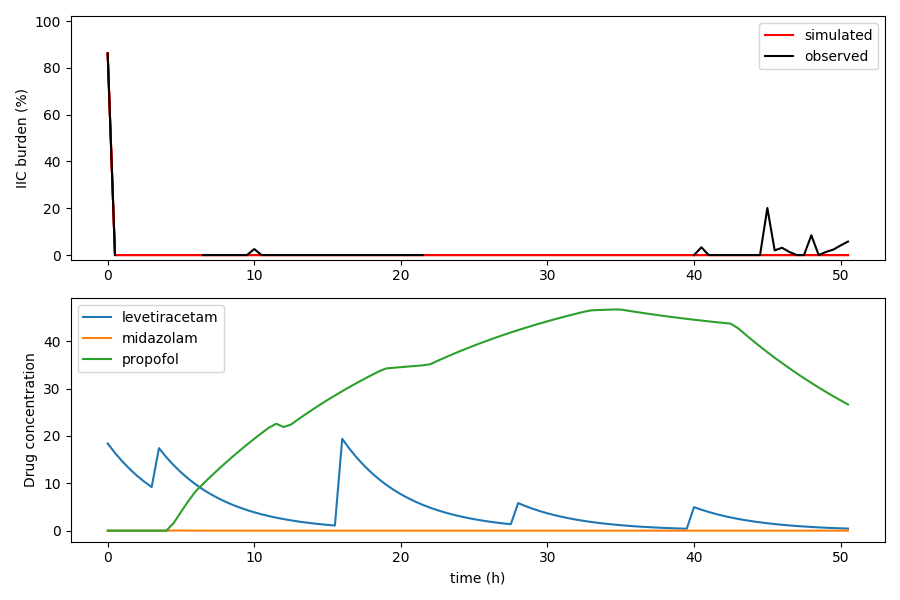 100
80
60
40
20
0
IIC burden (%)
simulated
observed
0 10 20 30 40 50
40
30
20
10
0
Drug concentration
levetiracetam
midazolam
propofol
0 10 20 30 40 50
time (h)